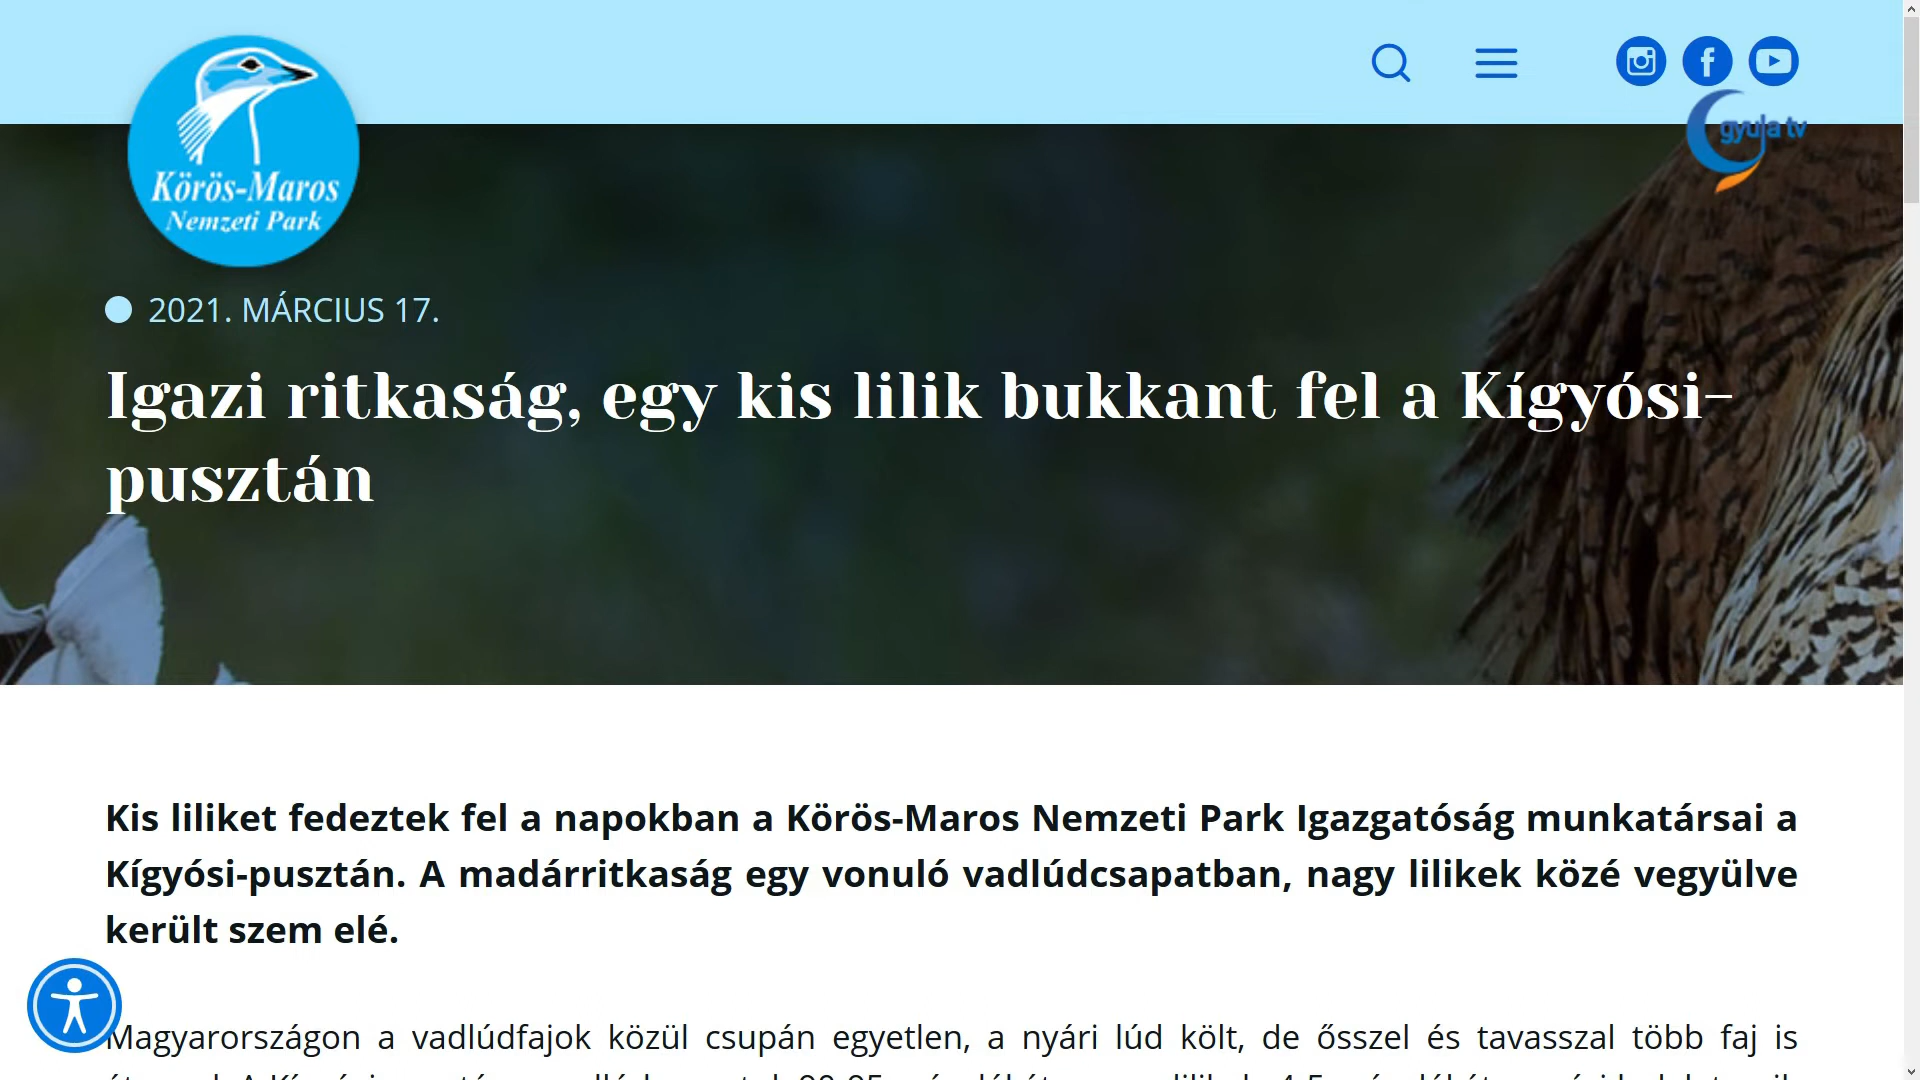 Körös-Maros
Nemzeti Park
gyula tv
2021. MÁRCIUS 17.
Igazi ritkaság, egy kis lilik bukkant fel a Kígyósi-
pusztán
Kis liliket fedeztek fel a napokban a Körös-Maros Nemzeti Park Igazgatóság munkatársai a
Kígyósi-pusztán. A madárritkaság egy vonuló vadlúdcsapatban, nagy lilikek közé vegyülve
került szem elé.
Magyarországon a vadlúdfajok közül csupán egyetlen, a nyári lúd költ, de ősszel és tavasszal több faj is